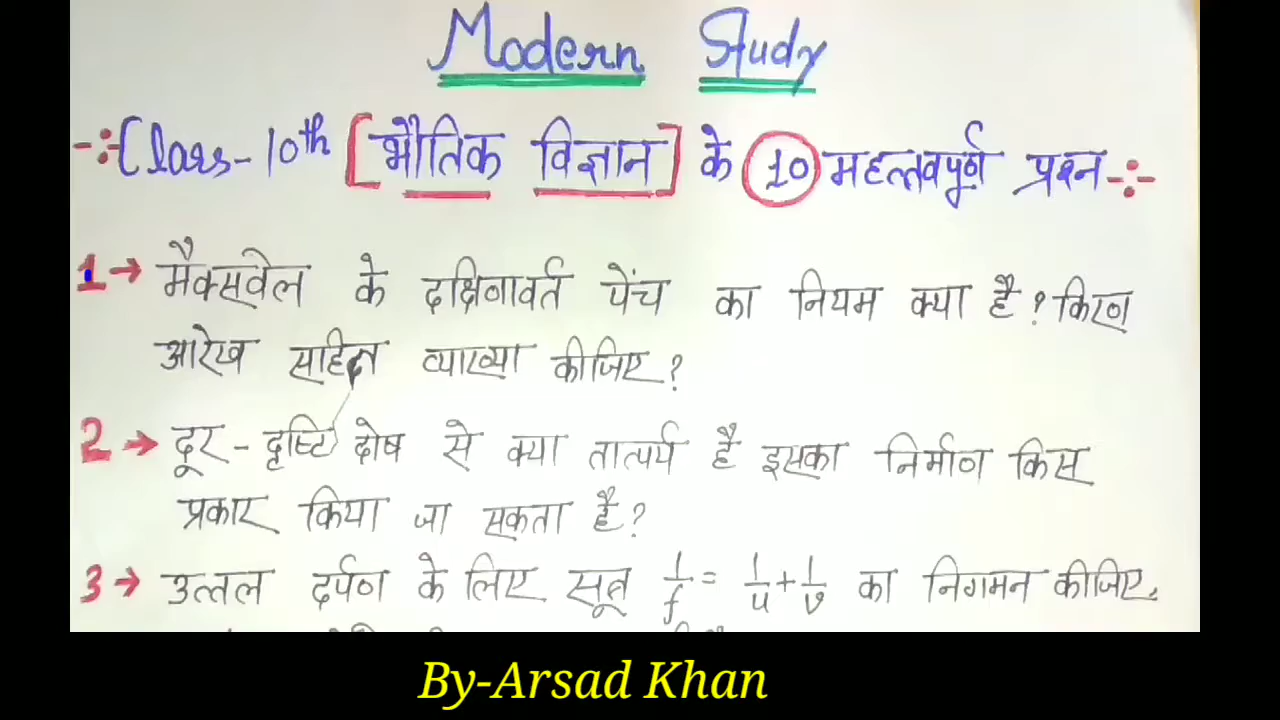 Modern Study
-:- Class-10th [भौतिक विज्ञान] के 10 महत्तवपूर्ण प्रश्न -:-
1→ मैक्सवेल के दक्षिणावर्त पेंच का नियम क्या है? किरण
आरेख सहित व्याख्या कीजिए?
2→ दूर-दृष्टि दोष से क्या तात्पर्य है इसका निर्माण किस
प्रकार किया जा सकता है?
3→ उत्तल दर्पण के लिए सूत्र 1/f = 1/u + 1/v का निगमन कीजिए.
By-Arsad Khan